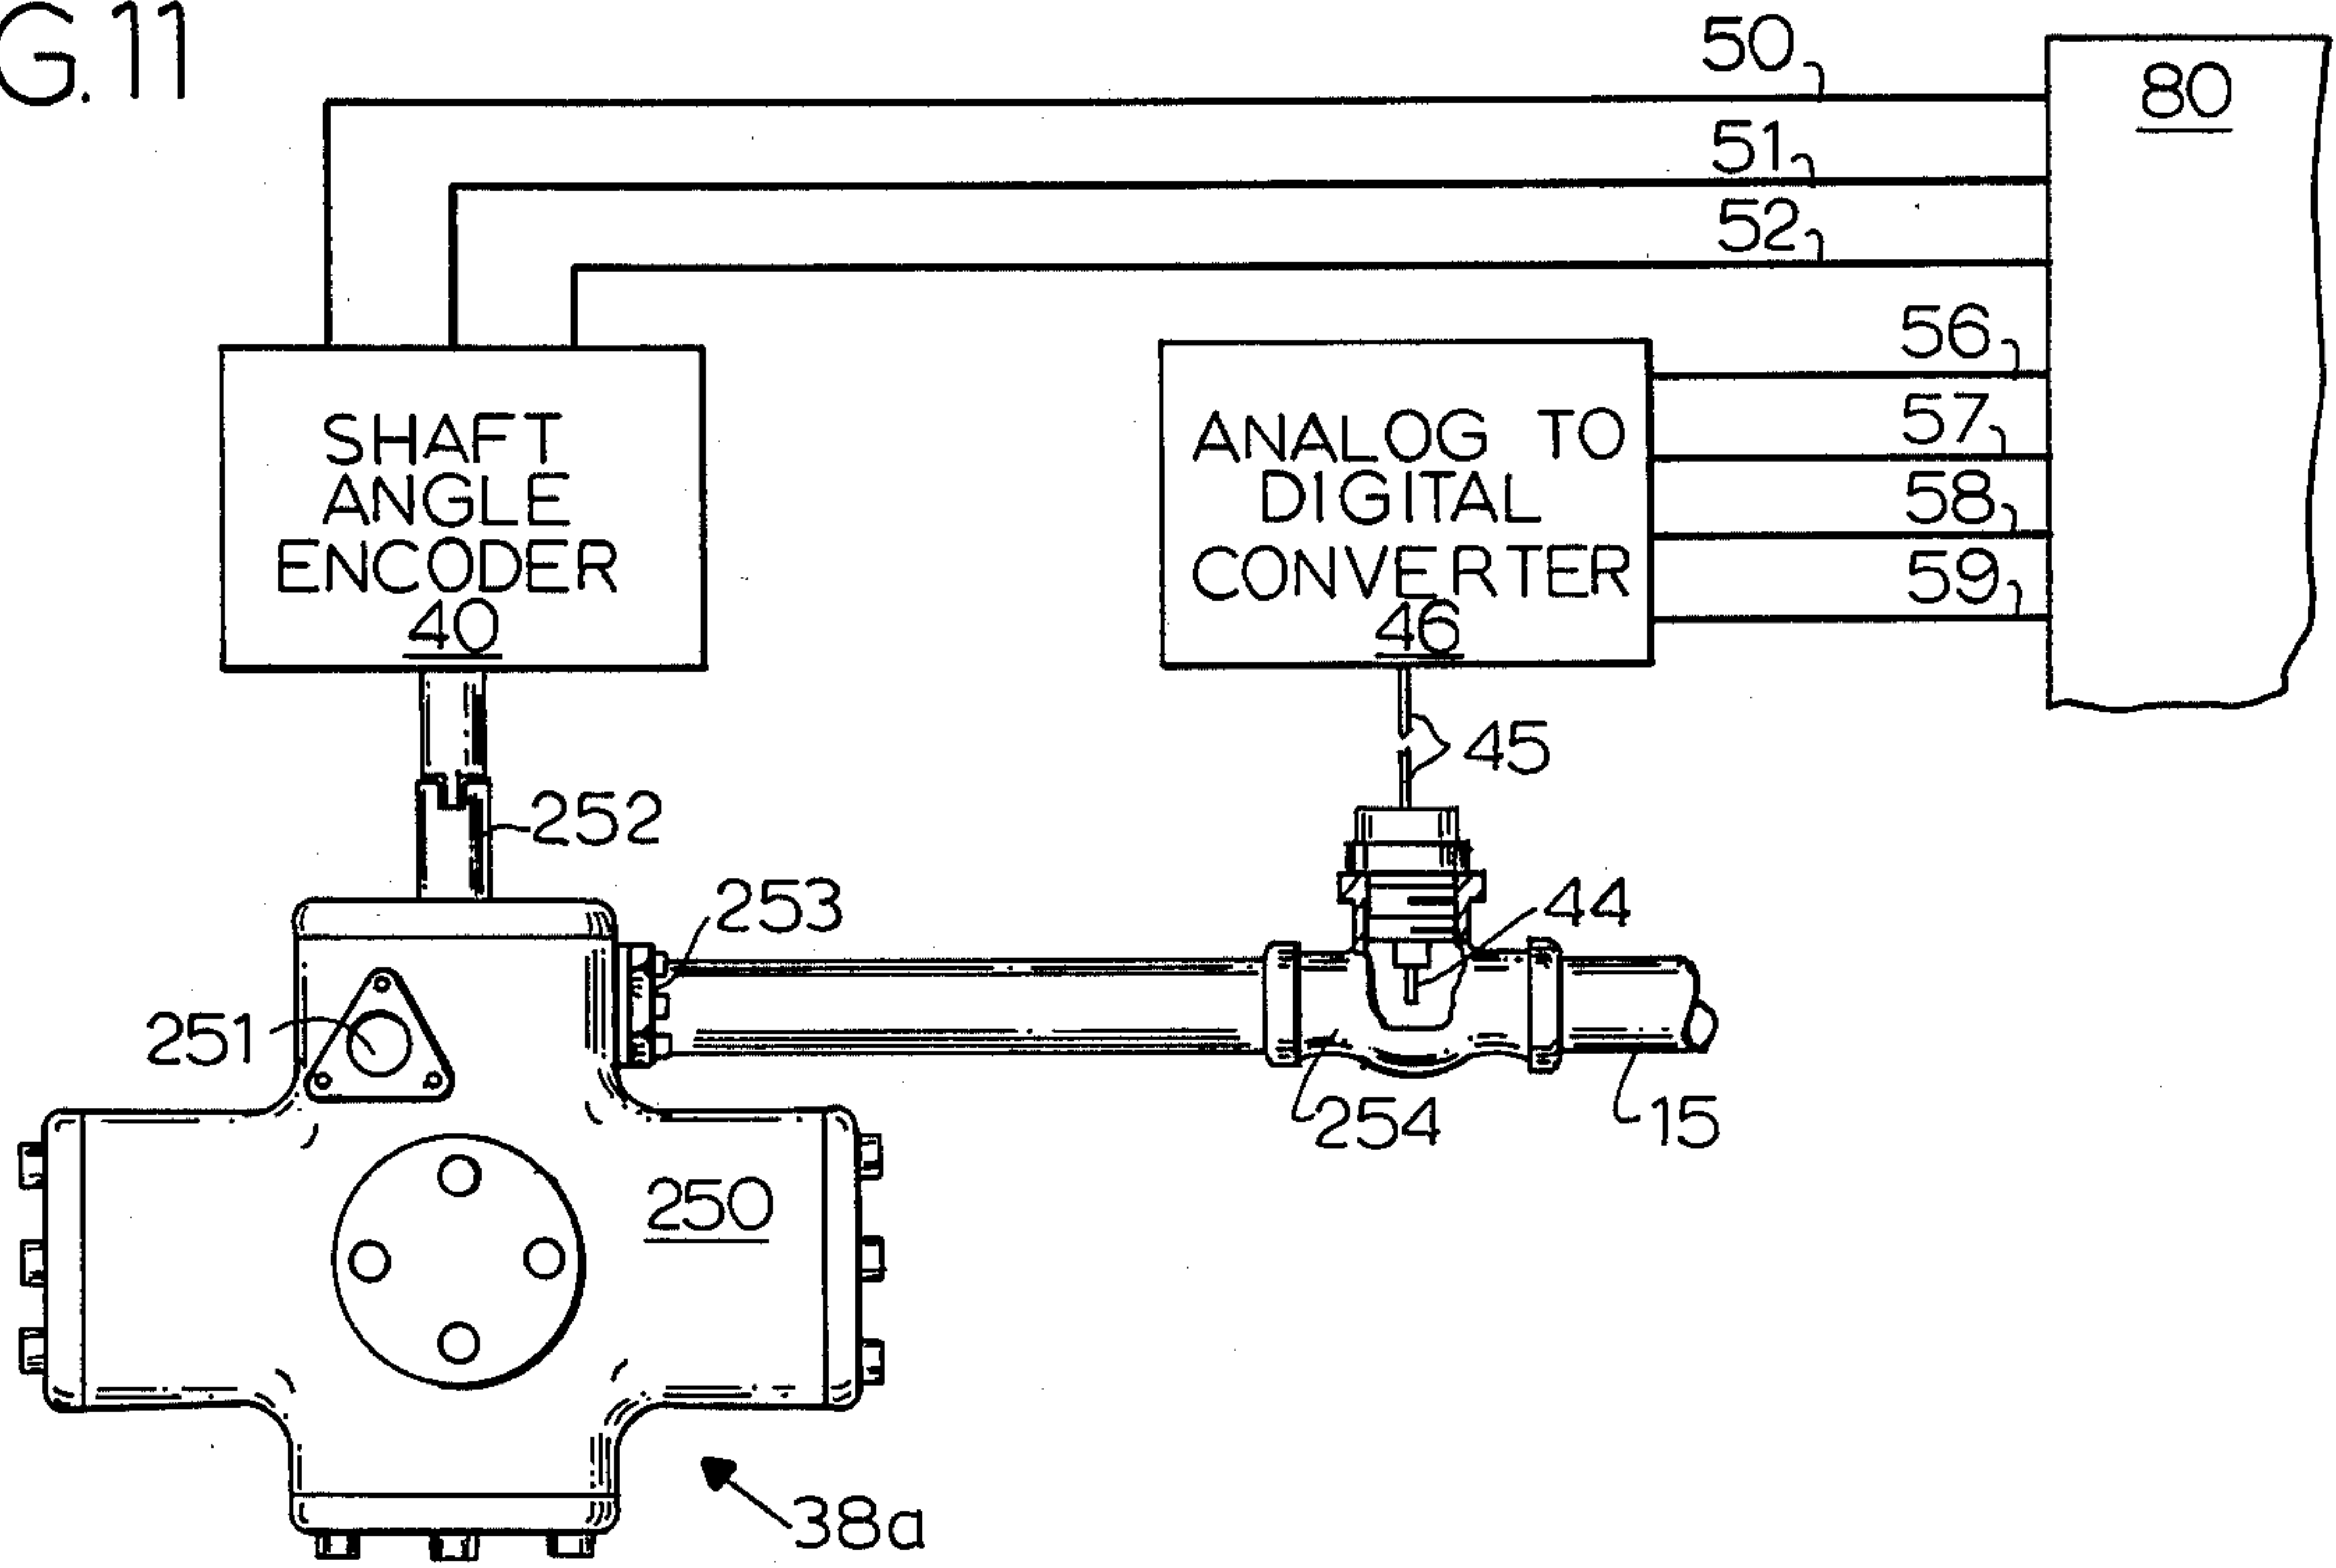 G.11
50
80
51
52
56
57
58
59
SHAFT
ANGLE
ENCODER
40
ANALOG TO
DIGITAL
CONVERTER
46
45
252
253
44
251
254
15
250
38a